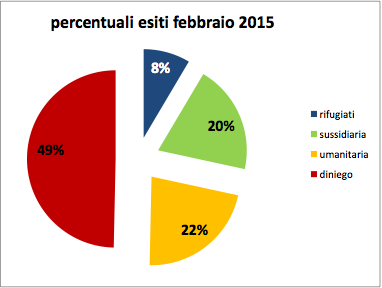 percentuali esiti febbraio 2015
8%
20%
49%
22%
rifugiati
sussidiaria
umanitaria
diniego